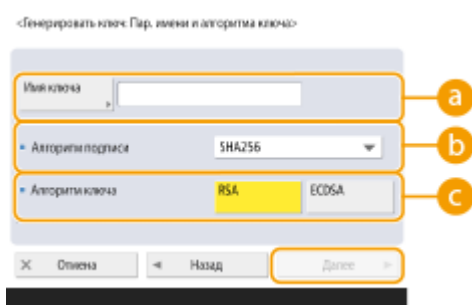 <Генерировать ключ: Пар. имени и алгоритма ключа>
Имя ключа
a
Алгоритм подписи
SHA256
b
Алгоритм ключа
RSA
ECDSA
c
Отмена
Назад
Далее